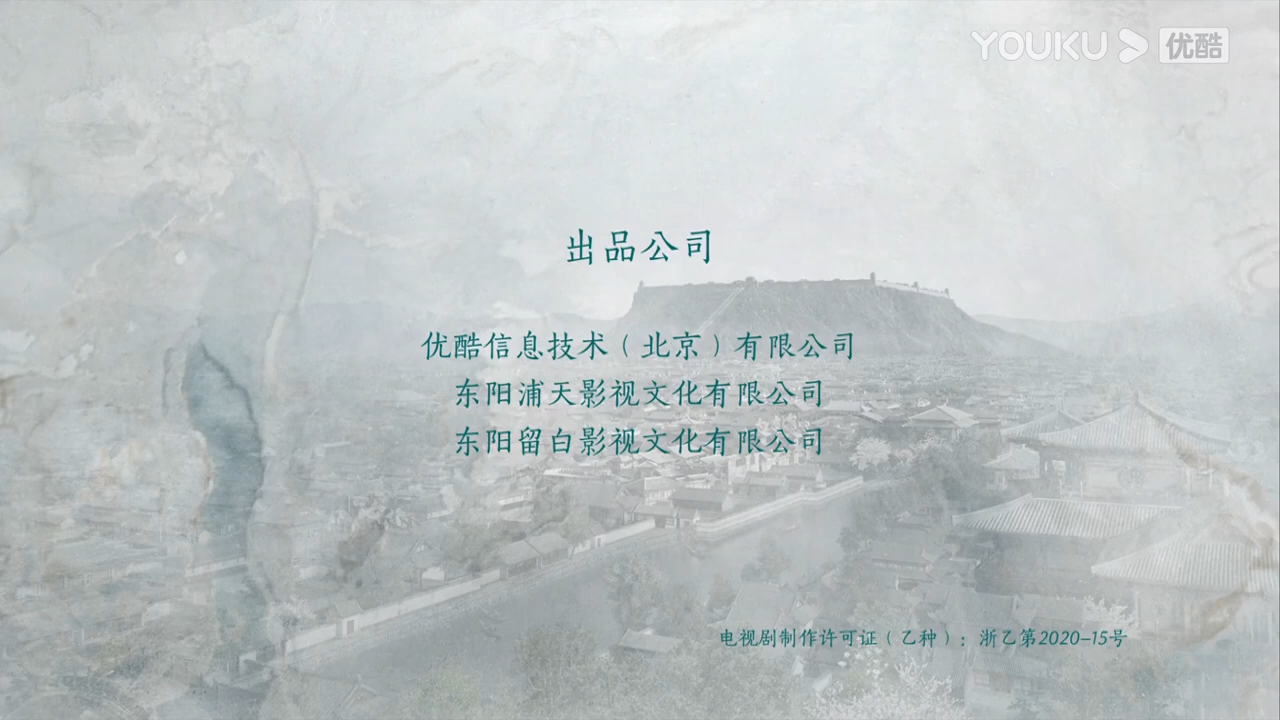 YOUKU 优酷
出品公司
优酷信息技术（北京）有限公司
东阳浦天影视文化有限公司
东阳留白影视文化有限公司
电视剧制作许可证（乙种）：浙乙第2020-15号